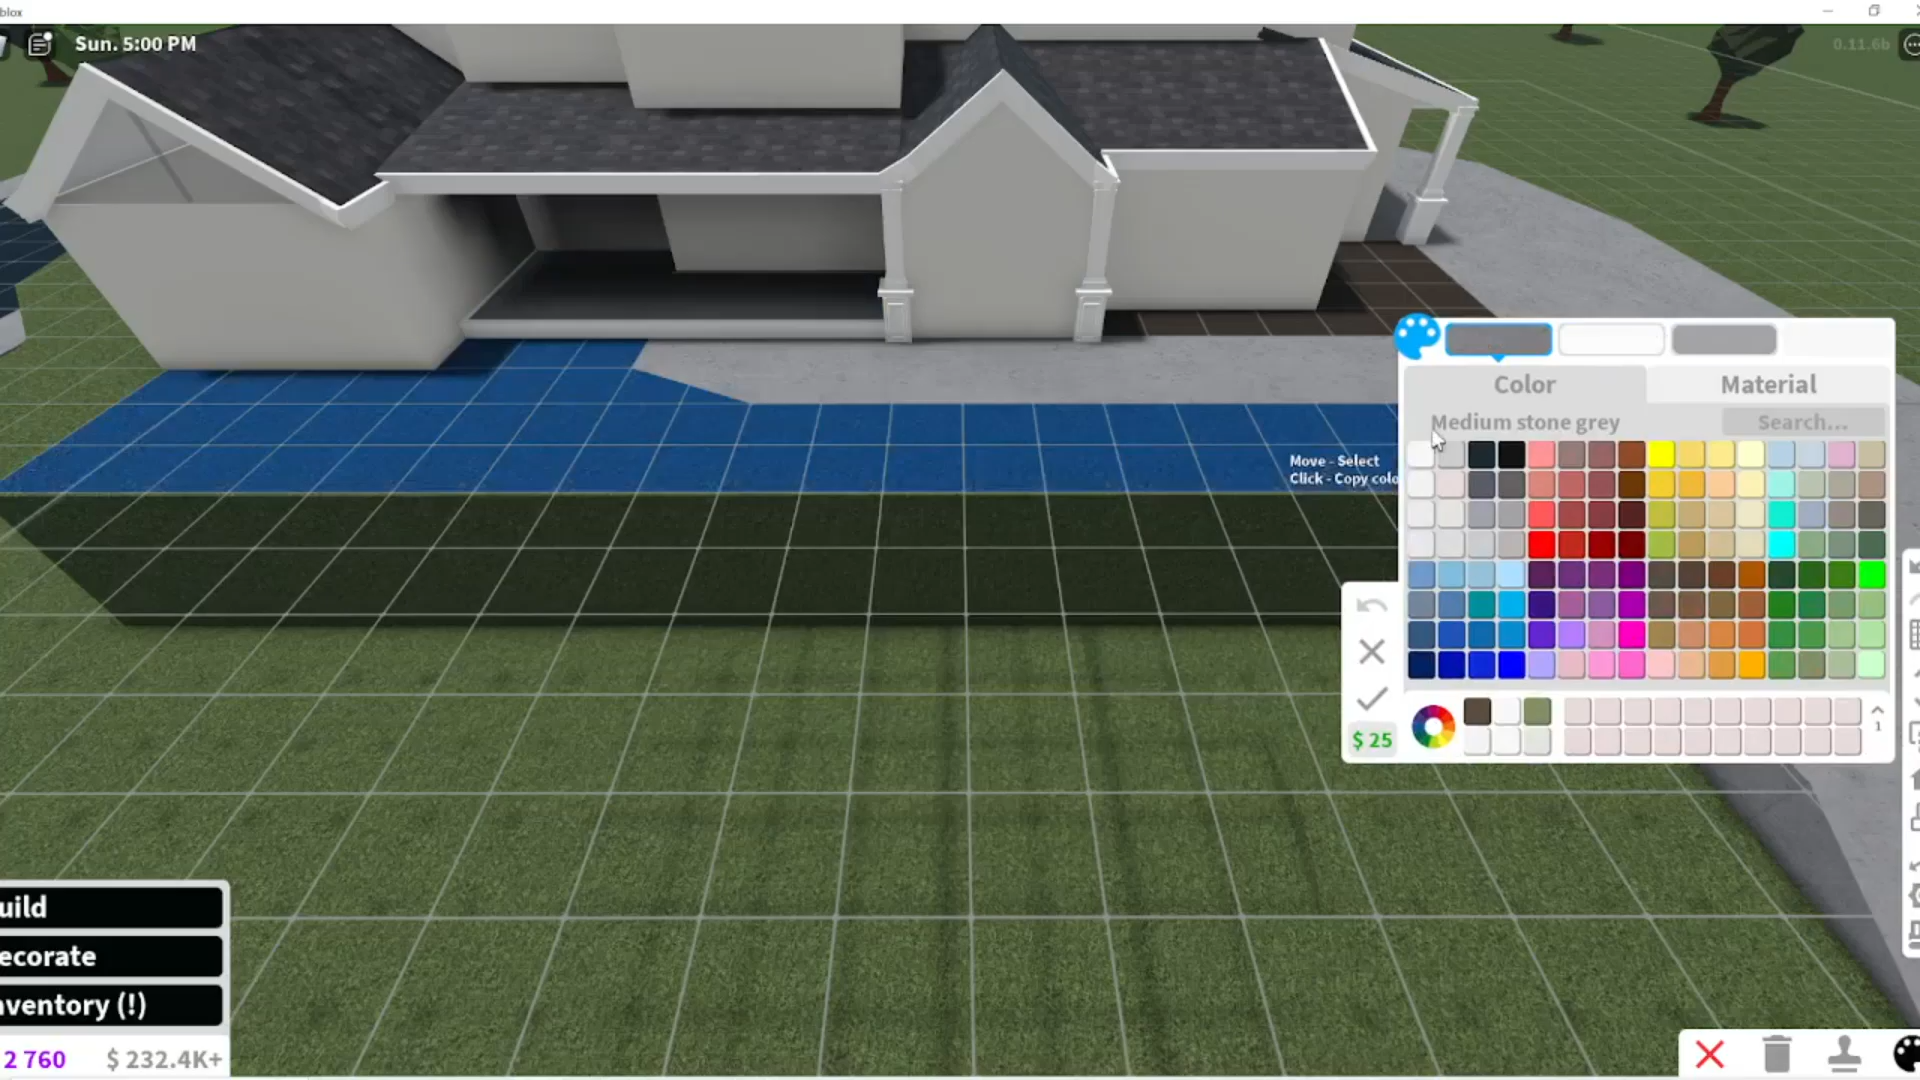 blox
Sun. 5:00 PM
0.11.6b
Color
Material
Medium stone grey
Search...
Move - Select
Click - Copy colo
$ 25
1
uild
ecorate
nventory (!)
2 760
$ 232.4K+